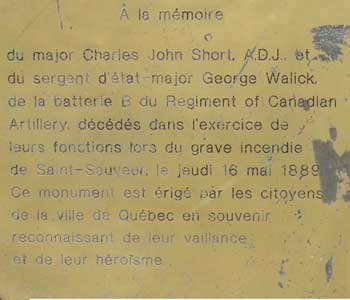 À la mémoire
du major Charles John Short, A.D.J., et
du sergent d'état-major George Walick,
de la batterie B du Regiment of Canadian
Artillery, décédés dans l'exercice de
leurs fonctions lors du grave incendie
de Saint-Sauveur, le jeudi 16 mai 1889
Ce monument est érigé par les citoyens
de la ville de Québec en souvenir
reconnaissant de leur vaillance
et de leur héroïsme.